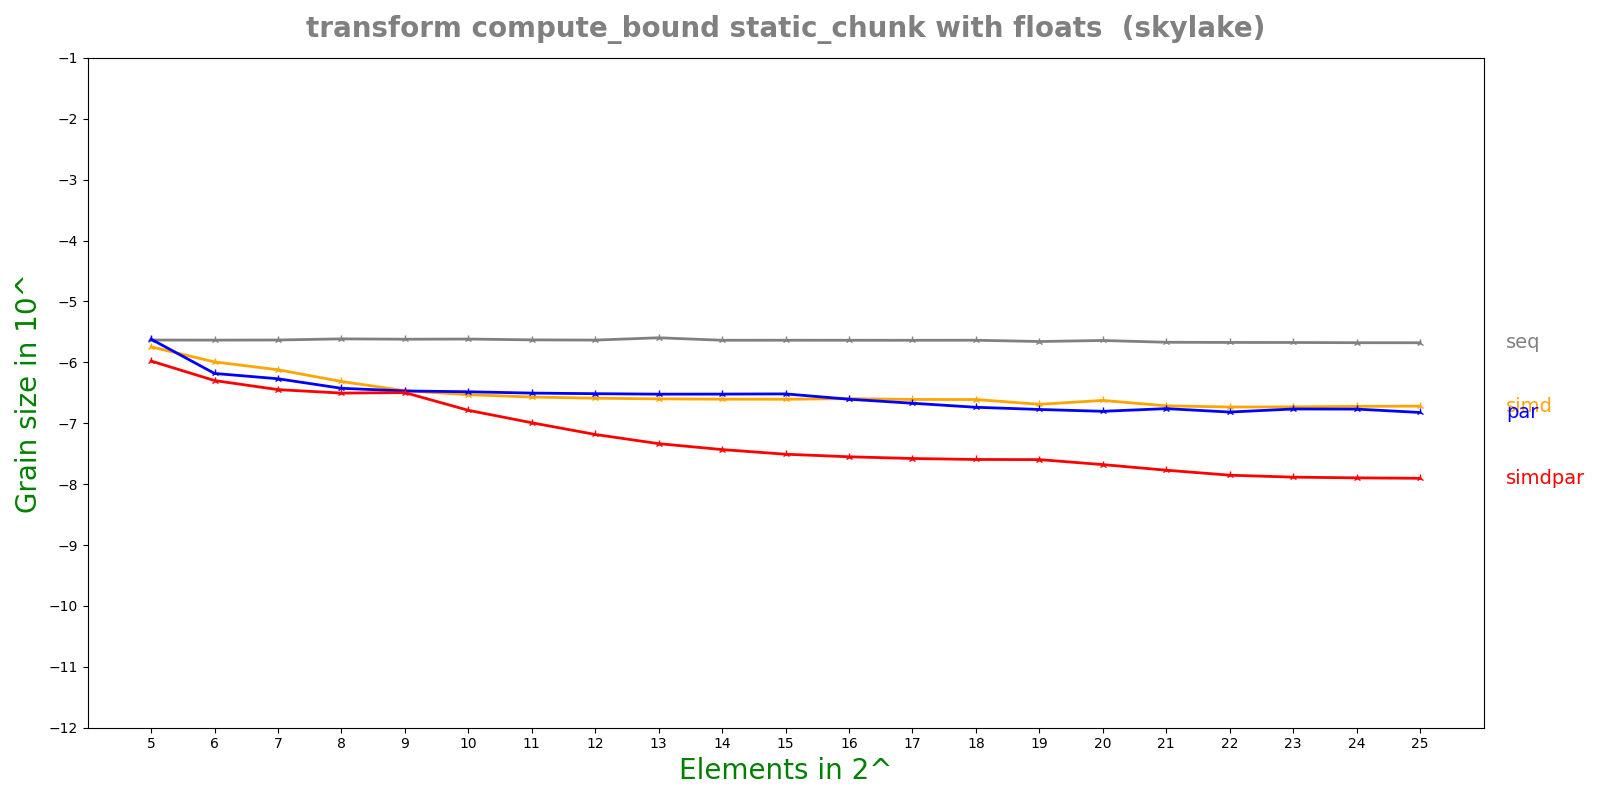 transform compute_bound static_chunk with floats  (skylake)
Grain size in 10^
−1
−2
−3
−4
−5
−6
−7
−8
−9
−10
−11
−12
seq
simd
par
simdpar
5 6 7 8 9 10 11 12 13 14 15 16 17 18 19 20 21 22 23 24 25
Elements in 2^